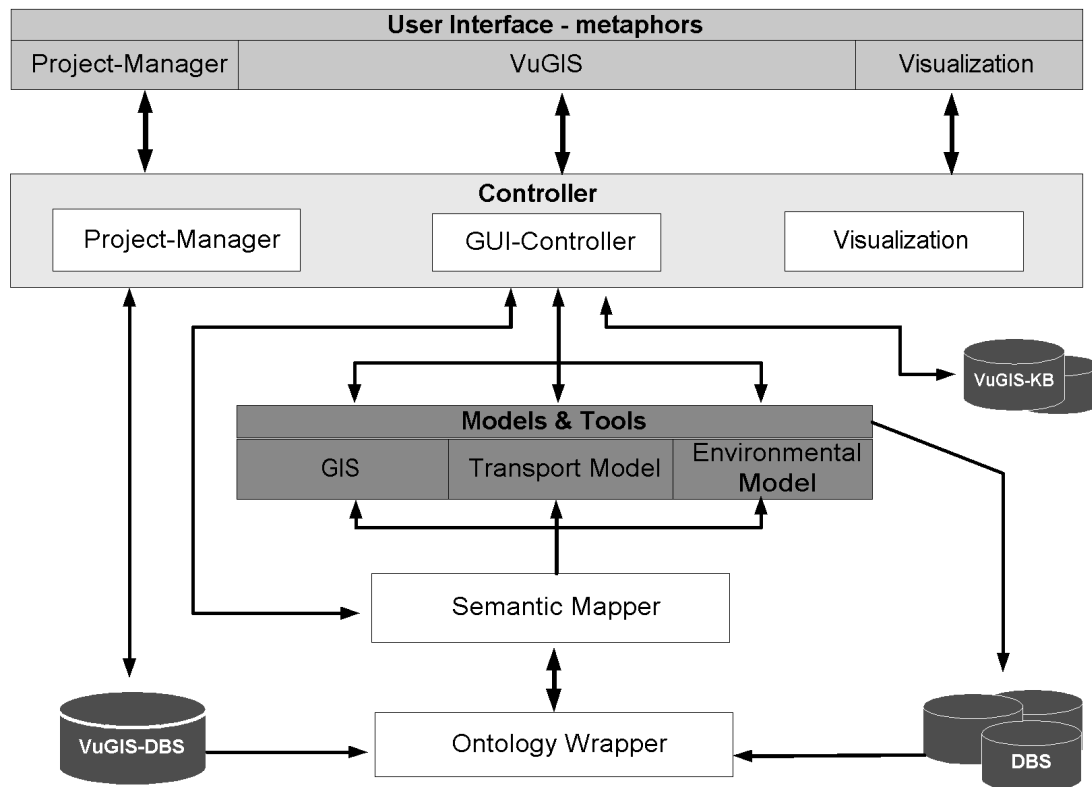 User Interface - metaphors
Project-Manager
VuGIS
Visualization
Controller
Project-Manager
GUI-Controller
Visualization
VuGIS-KB
Models & Tools
GIS
Transport Model
Environmental
Model
Semantic Mapper
VuGIS-DBS
Ontology Wrapper
DBS